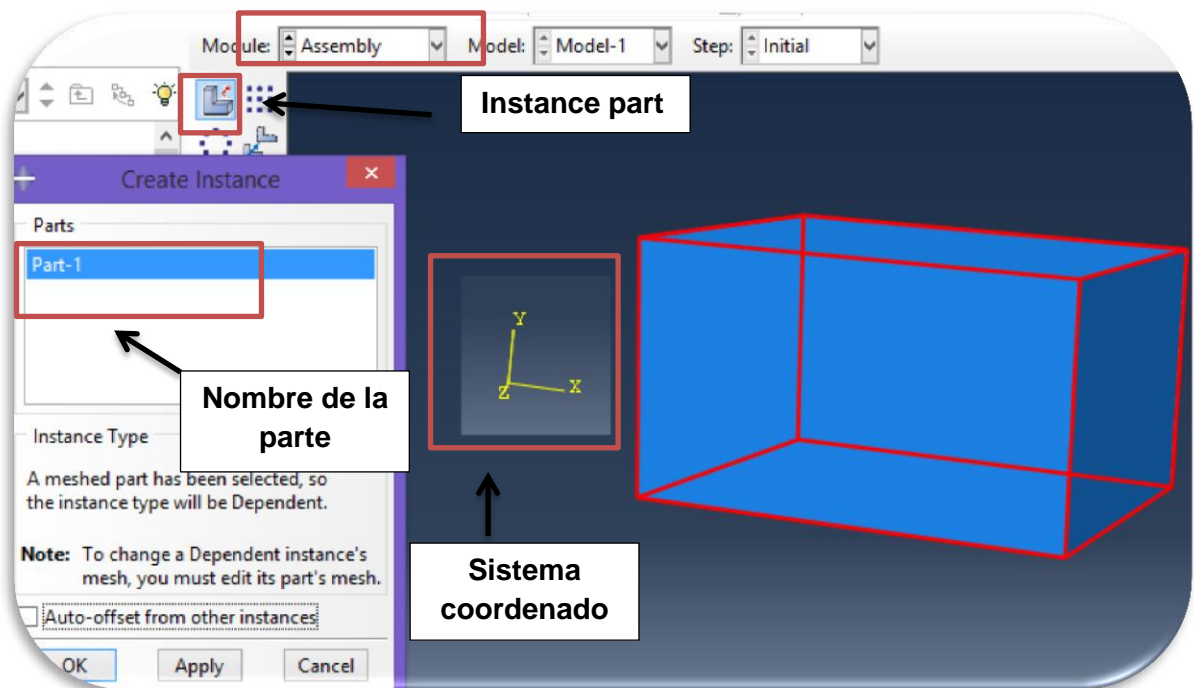 Module: Assembly Model: Model-1 Step: Initial
Instance part
Create Instance
Parts
Part-1
Nombre de la
parte
Instance Type
A meshed part has been selected, so
the instance type will be Dependent.
Note: To change a Dependent instance's
mesh, you must edit its part's mesh.
Auto-offset from other instances
OK Apply Cancel
Y
Z X
Sistema
coordenado